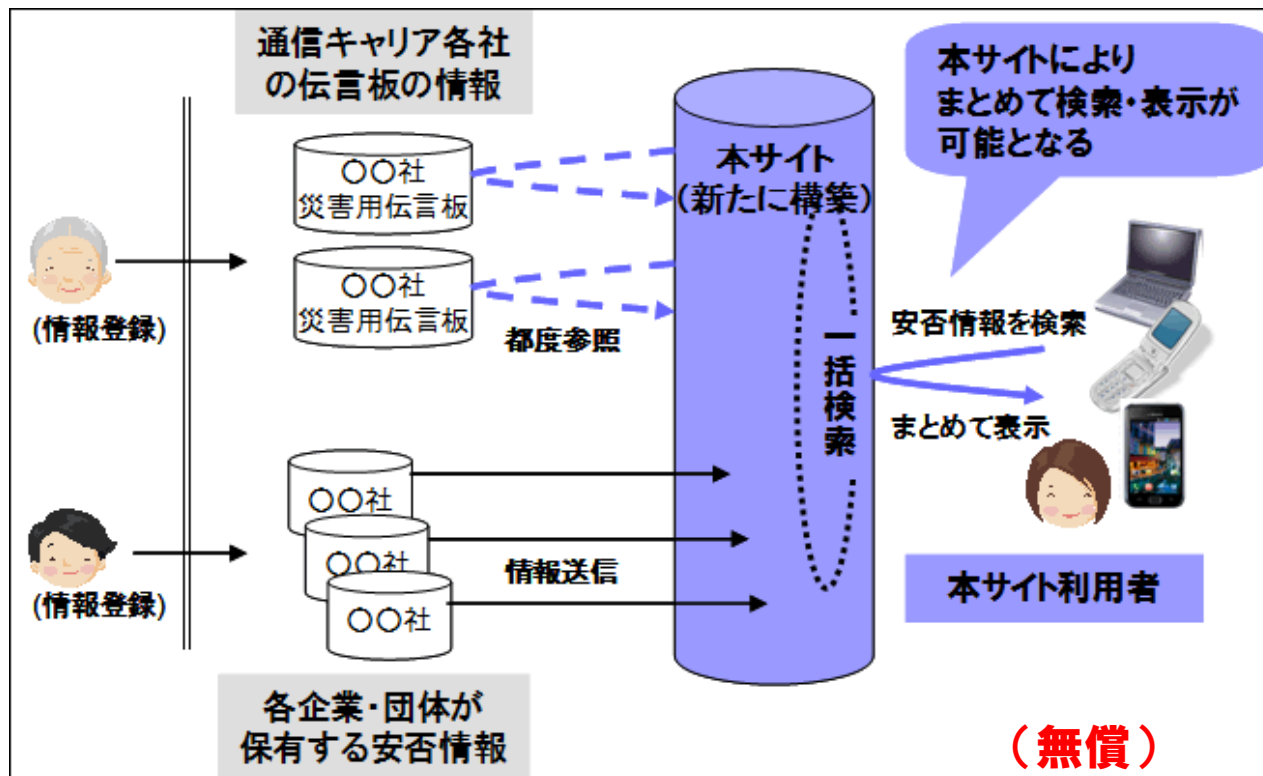 通信キャリア各社
の伝言板の情報
〇〇社
災害用伝言板
〇〇社
災害用伝言板
都度参照
(情報登録)
(情報登録)
〇〇社
〇〇社
〇〇社
情報送信
各企業・団体が
保有する安否情報
本サイト
(新たに構築)
一括検索
本サイトにより
まとめて検索・表示が
可能となる
安否情報を検索
まとめて表示
本サイト利用者
(無償)